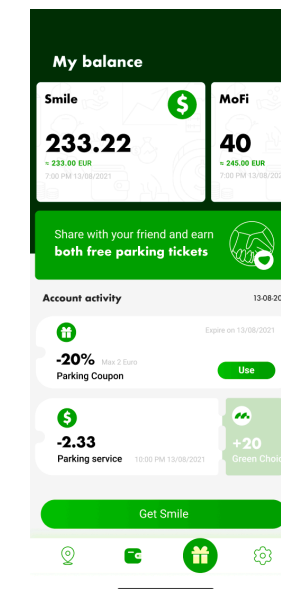 My balance
Smile
$
233.22
≈ 233.00 EUR
7:00 PM 13/08/2021
MoFi
40
≈ 245.00 EUR
7:00 PM 13/08/202
Share with your friend and earn
both free parking tickets
Account activity
13-08-20
Expire on 13/08/2021
-20% Max 2 Euro
Parking Coupon
Use
$
-2.33
Parking service 10:00 PM 13/08/2021
+20
Green Choic
Get Smile